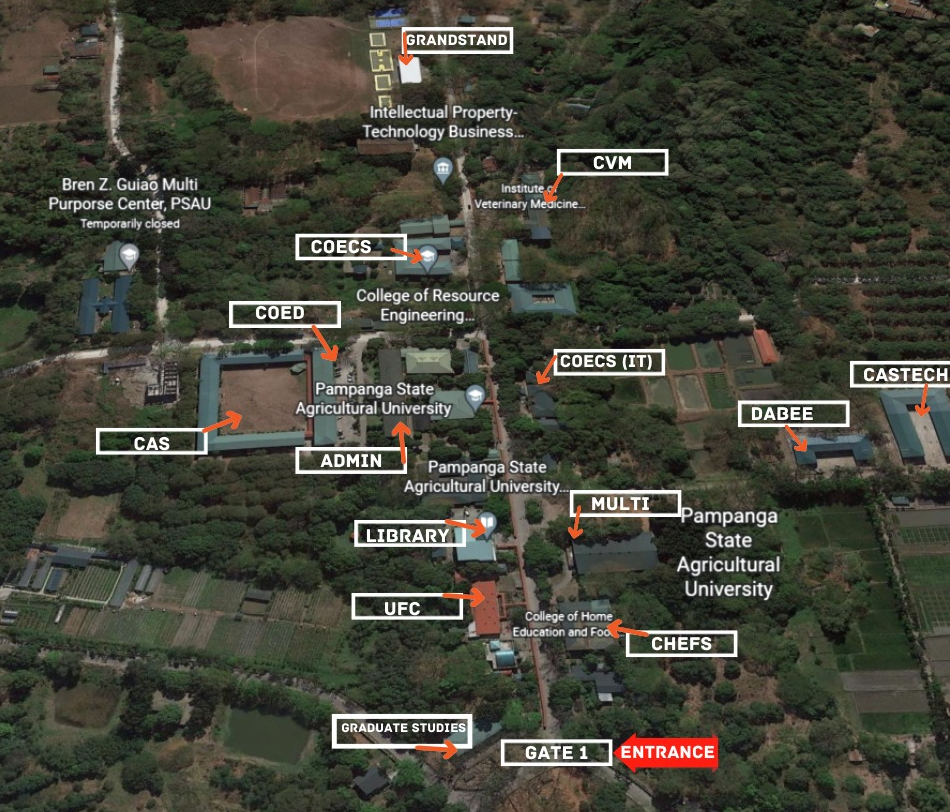 GRANDSTAND
Intellectual Property-
Technology Business...
CVM
Bren Z. Guiao Multi
Purporse Center, PSAU
Temporarily closed
Institute of
Veterinary Medicine...
COECS
College of Resource
Engineering...
COED
COECS (IT)
CASTECH
Pampanga State
Agricultural University
DABEE
CAS
ADMIN
Pampanga State
Agricultural University...
MULTI
LIBRARY
Pampanga
State
Agricultural
University
UFC
College of Home
Education and Foo
CHEFS
GRADUATE STUDIES
GATE 1
ENTRANCE